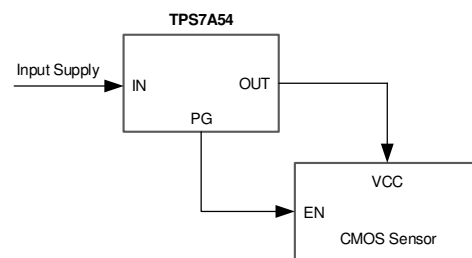 TPS7A54
Input Supply
IN
OUT
PG
VCC
EN
CMOS Sensor